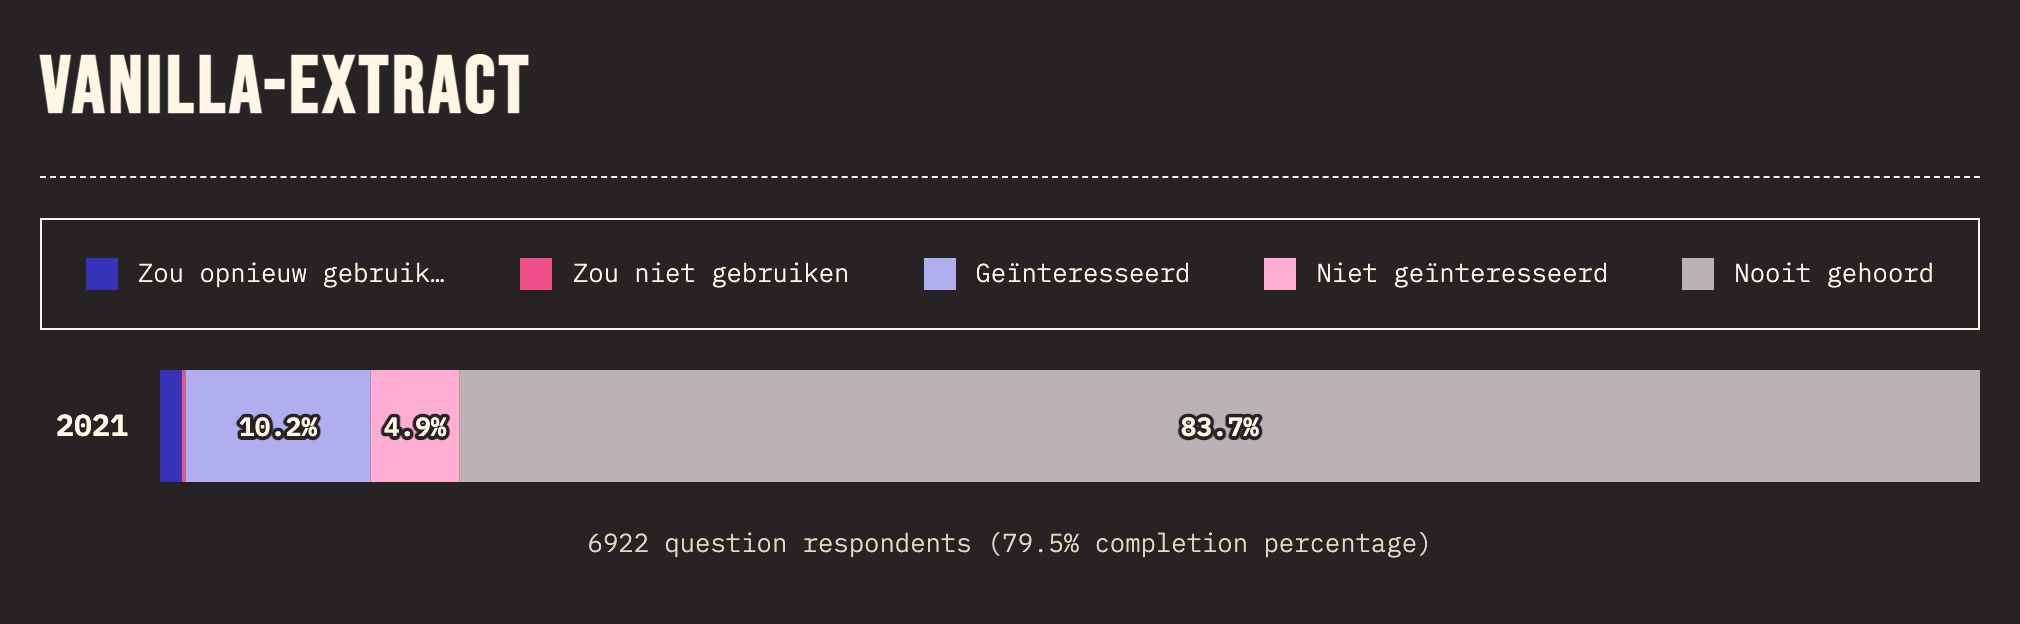 VANILLA-EXTRACT
Zou opnieuw gebruik… Zou niet gebruiken Geïnteresseerd Niet geïnteresseerd Nooit gehoord
2021 10.2% 4.9% 83.7%
6922 question respondents (79.5% completion percentage)